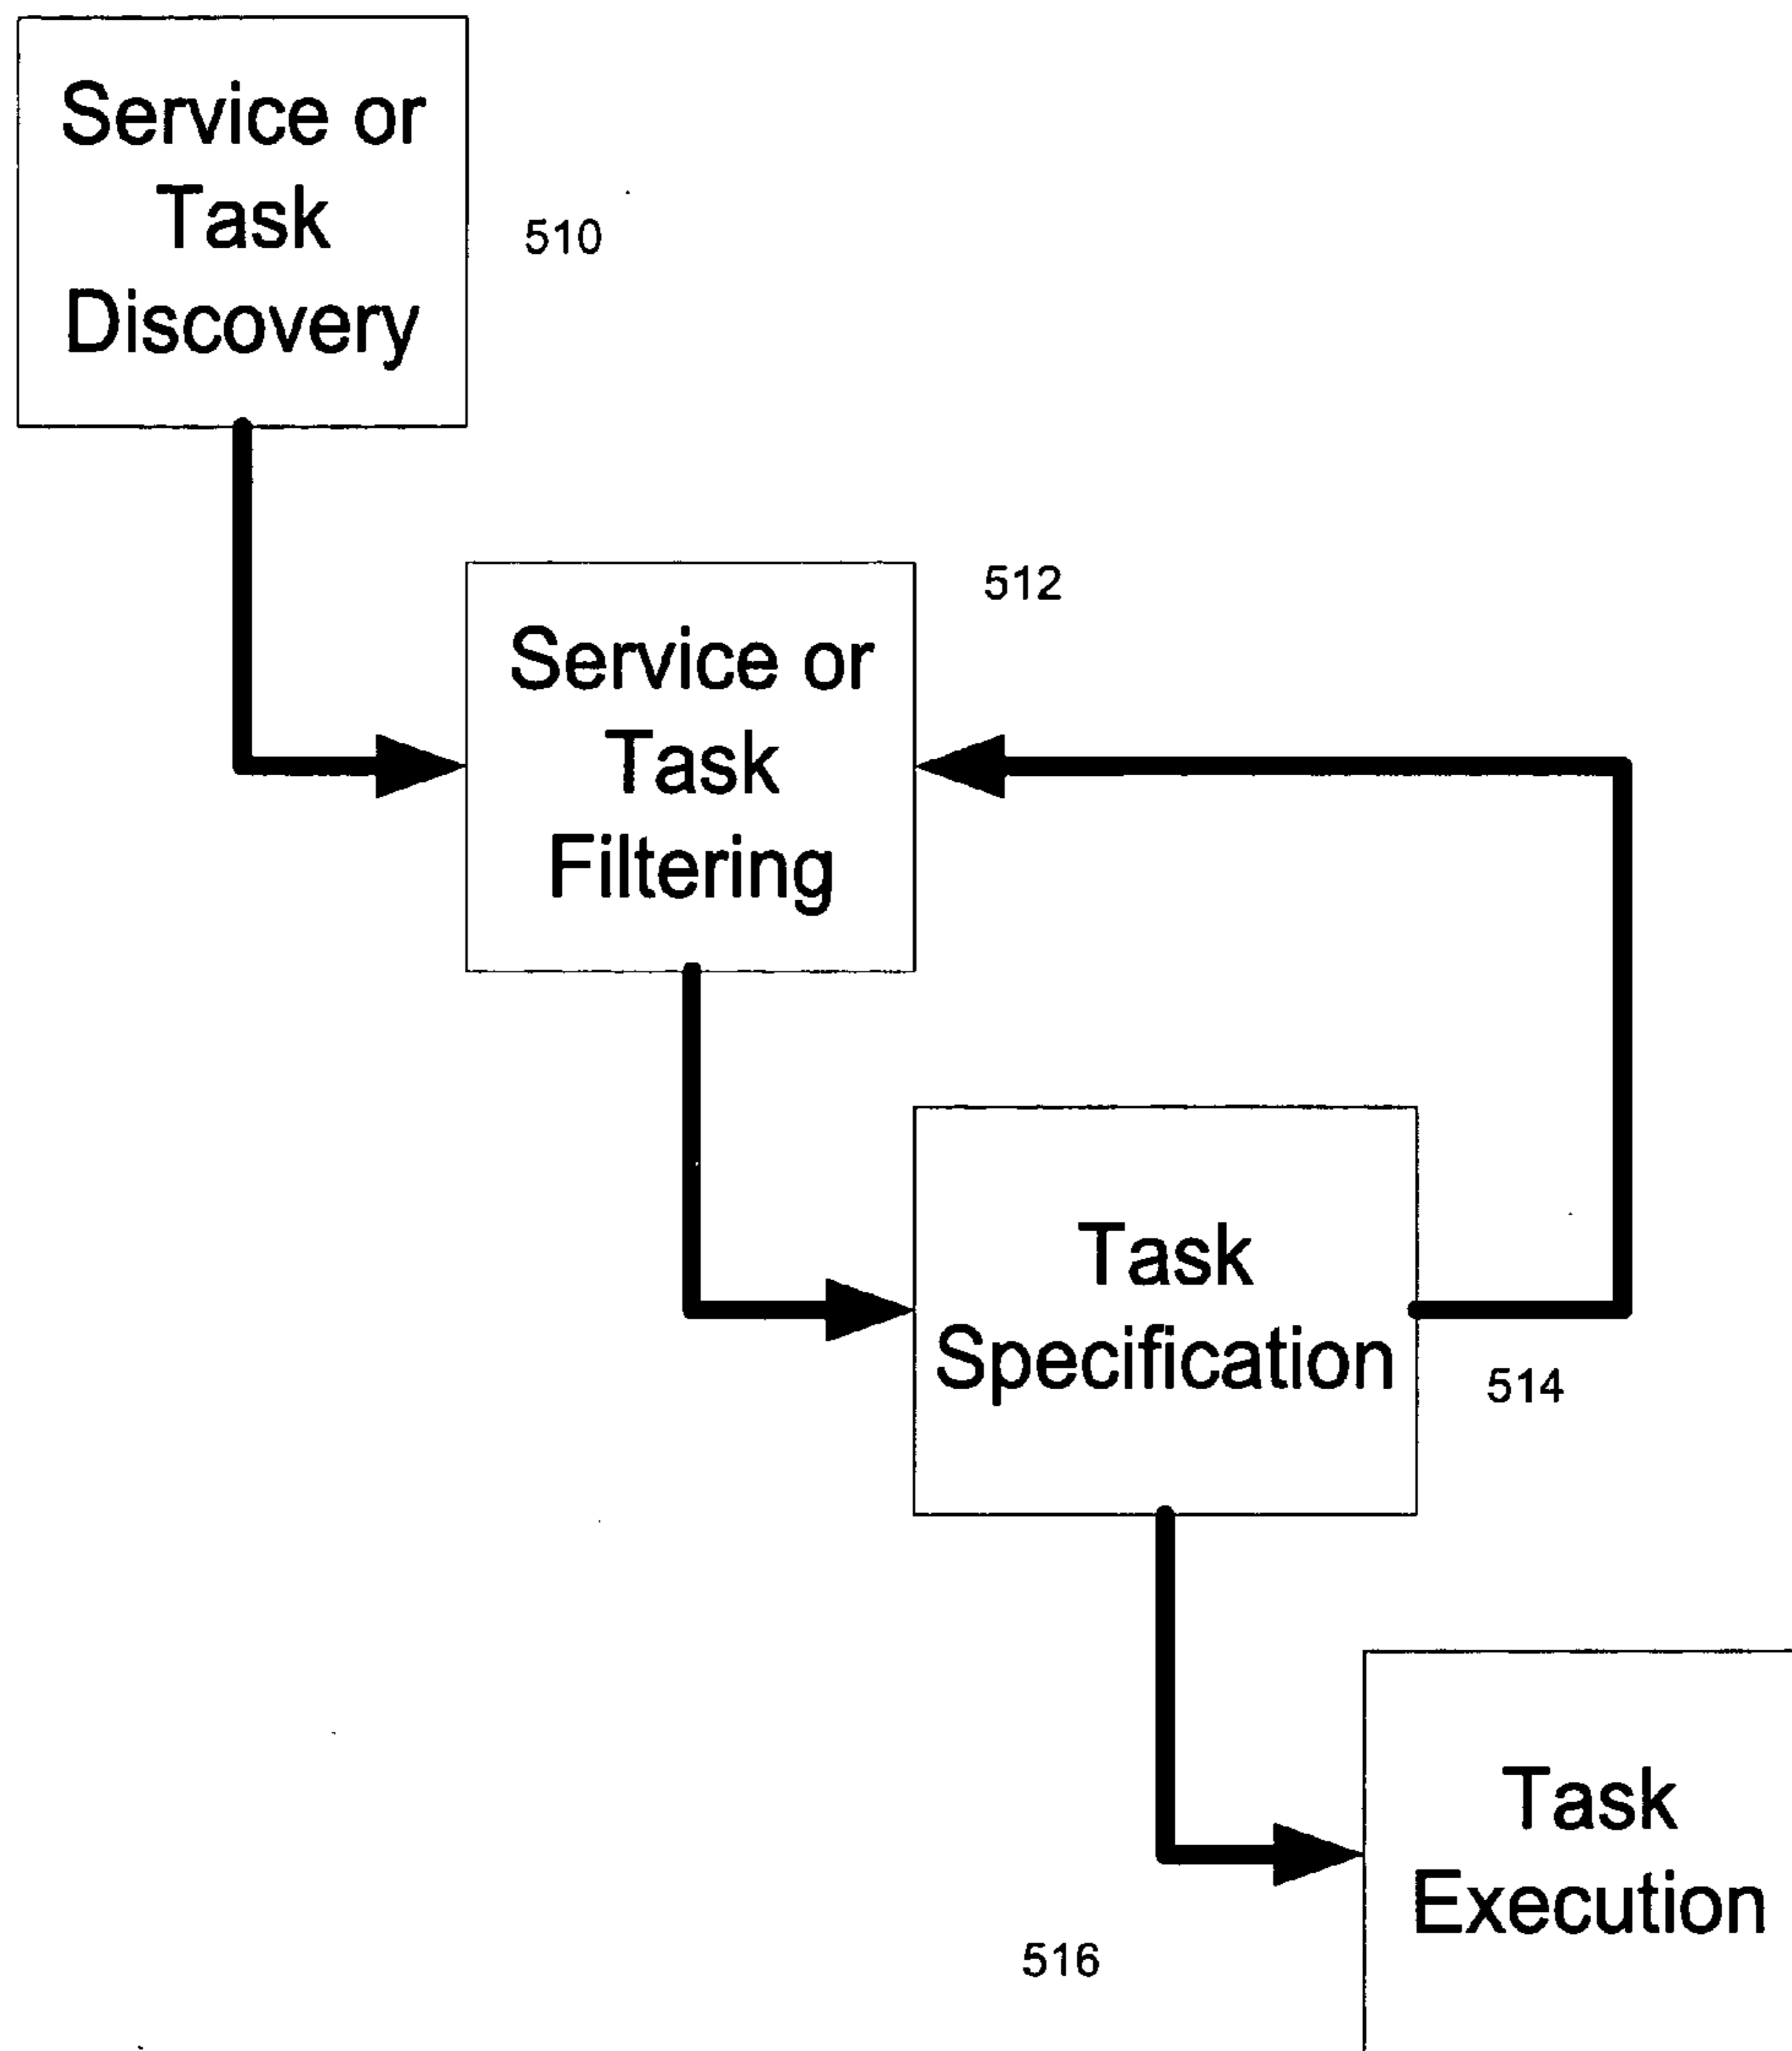 Service or
Task
Discovery
510
512
Service or
Task
Filtering
Task
Specification
514
Task
Execution
516